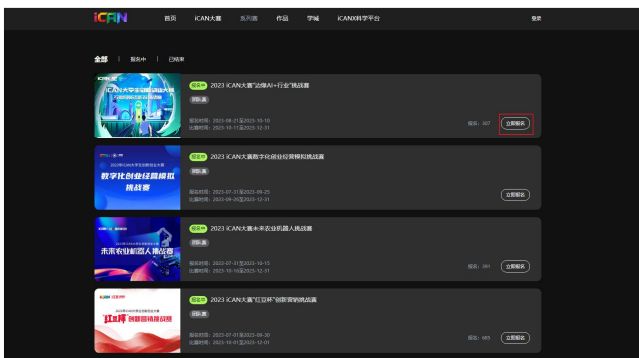 iCAN 首页 iCAN大赛 系列赛 作品 学城 iCANX科学平台 登录
全部 | 报名中 | 已结束
报名中 2023 iCAN大赛"边缘AI+行业"挑战赛
团队赛
报名时间: 2023-08-21至2023-10-10
比赛时间: 2023-10-11至2023-12-31
报名: 307 立即报名
数字化创业经营模拟
挑战赛
报名中 2023 iCAN大赛数字化创业经营模拟挑战赛
团队赛
报名时间: 2023-07-31至2023-09-25
比赛时间: 2023-09-26至2023-12-31
立即报名
未来农业机器人挑战赛
报名中 2023 iCAN大赛未来农业机器人挑战赛
团队赛
报名时间: 2023-07-31至2023-10-15
比赛时间: 2023-10-16至2023-12-31
报名: 391 立即报名
"红豆杯"创新营销挑战赛
报名中 2023 iCAN大赛"红豆杯"创新营销挑战赛
团队赛
报名时间: 2023-07-01至2023-09-30
比赛时间: 2023-10-01至2023-12-01
报名: 665 立即报名